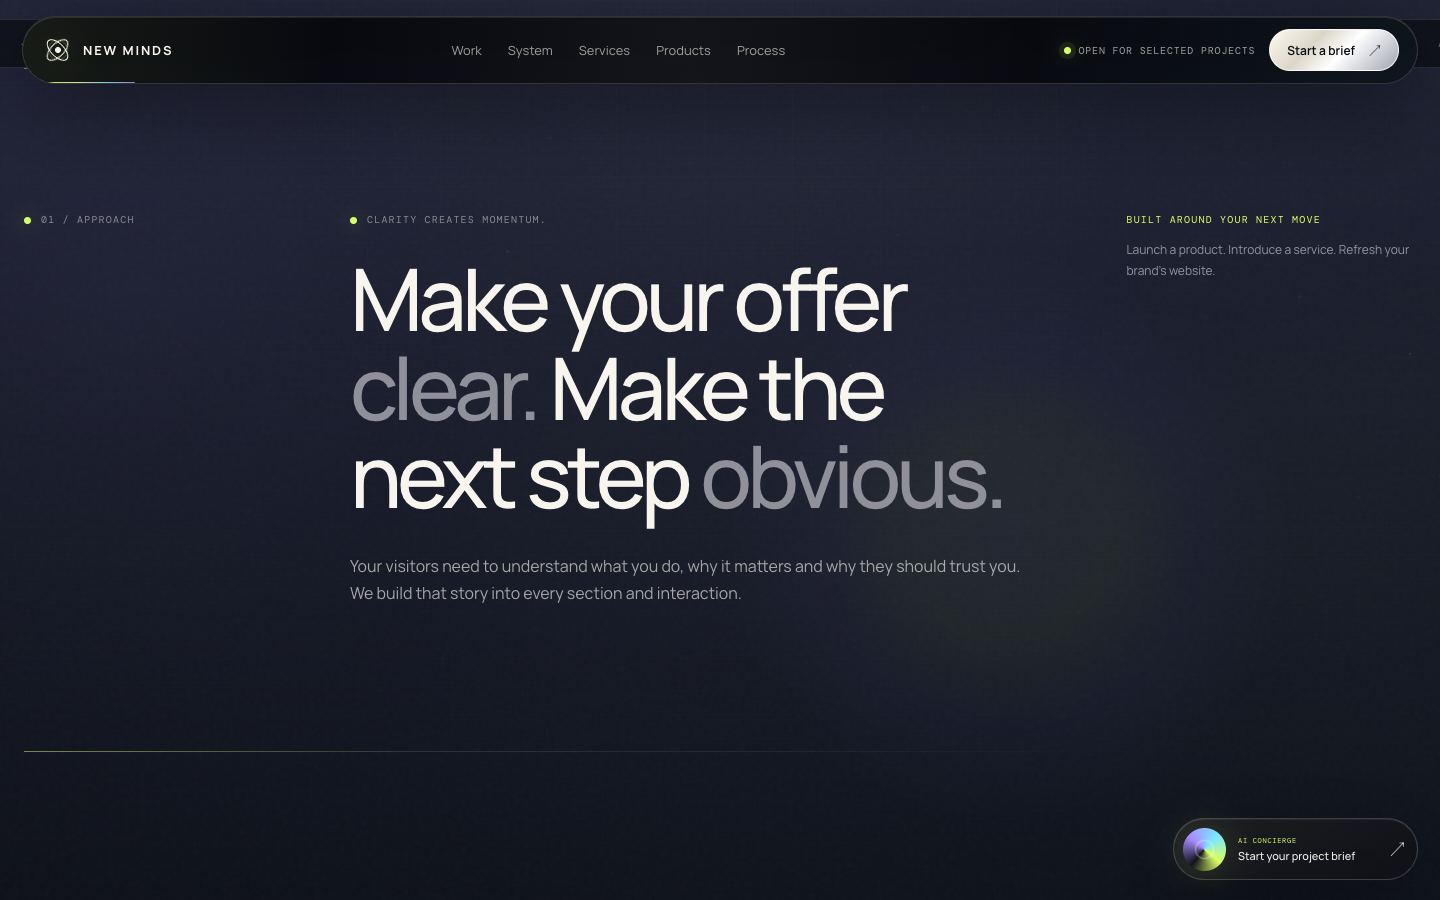 NEW MINDS
Work
System
Services
Products
Process
OPEN FOR SELECTED PROJECTS
Start a brief
01 / APPROACH
CLARITY CREATES MOMENTUM.
Make your offer
clear. Make the
next step obvious.
Your visitors need to understand what you do, why it matters and why they should trust you.
We build that story into every section and interaction.
BUILT AROUND YOUR NEXT MOVE
Launch a product. Introduce a service. Refresh your
brand's website.
AI CONCIERGE
Start your project brief